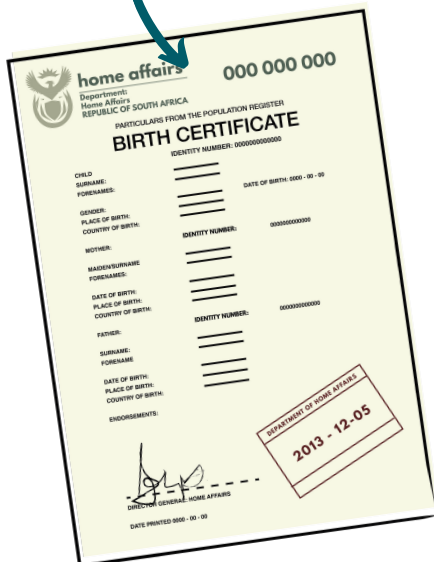 home affairs
000 000 000
Department:
Home Affairs
REPUBLIC OF SOUTH AFRICA
PARTICULARS FROM THE POPULATION REGISTER
BIRTH CERTIFICATE
IDENTITY NUMBER: 0000000000000
CHILD
SURNAME:
FORENAMES:
DATE OF BIRTH: 0000 - 00 - 00
GENDER:
PLACE OF BIRTH:
COUNTRY OF BIRTH:
IDENTITY NUMBER: 0000000000000
MOTHER:
MAIDEN/SURNAME
FORENAMES:
DATE OF BIRTH:
PLACE OF BIRTH:
COUNTRY OF BIRTH:
IDENTITY NUMBER: 0000000000000
FATHER:
SURNAME:
FORENAME
DATE OF BIRTH:
PLACE OF BIRTH:
COUNTRY OF BIRTH:
ENDORSEMENTS:
DEPARTMENT OF HOME AFFAIRS
2013 - 12-05
DIRECTOR GENERAL: HOME AFFAIRS
DATE PRINTED 0000 - 00 - 00